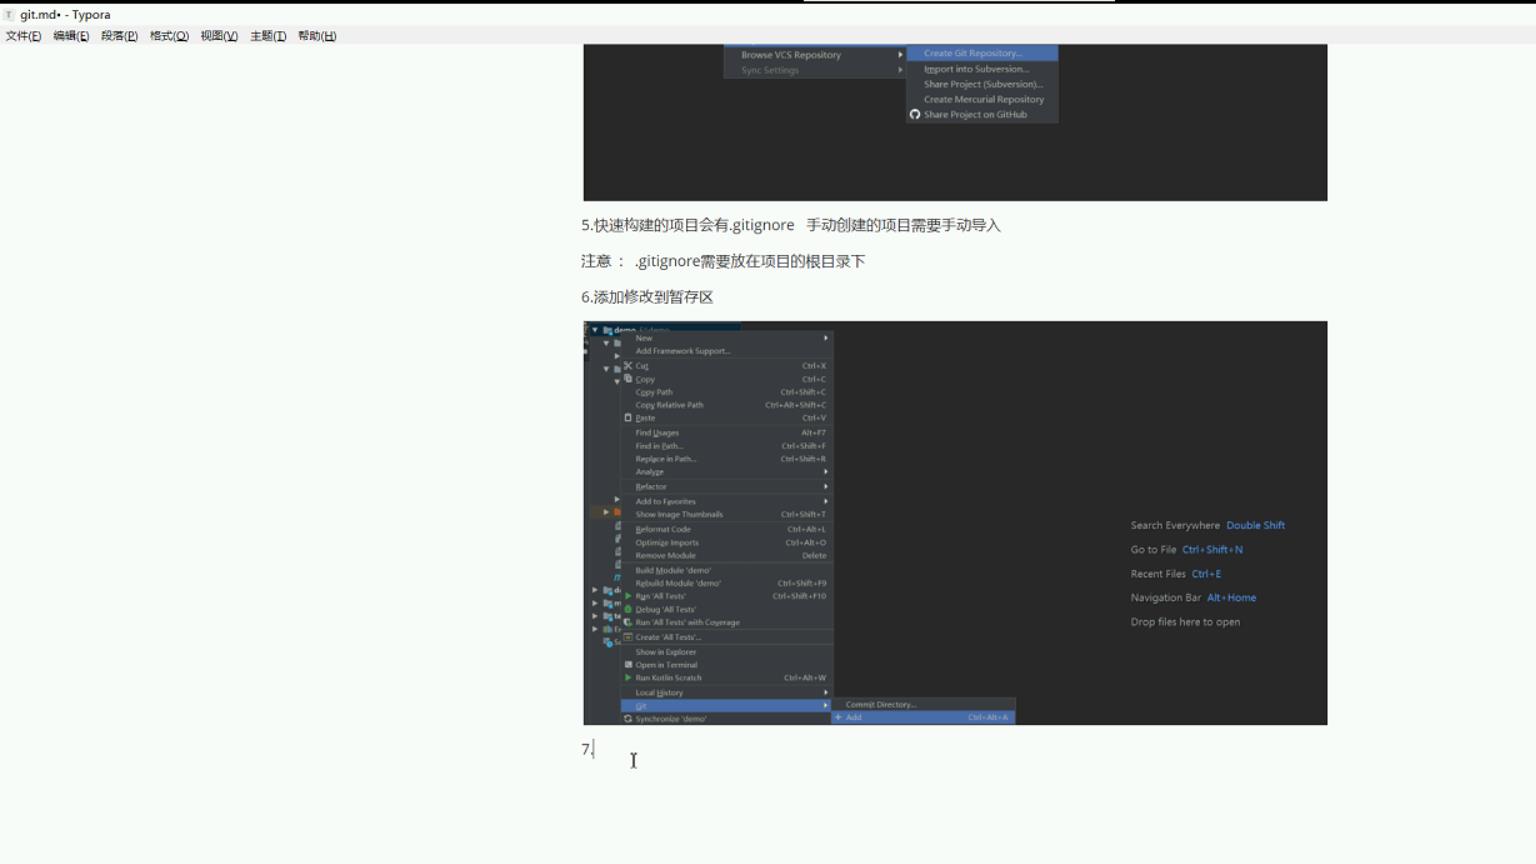 git.md• - Typora
文件(F) 编辑(E) 段落(P) 格式(O) 视图(V) 主题(T) 帮助(H)
Create Git Repository...
Browse VCS Repository
Import into Subversion...
Sync Settings
Share Project (Subversion)...
Create Mercurial Repository
Share Project on GitHub
5.快速构建的项目会有.gitignore 手动创建的项目需要手动导入
注意 ： .gitignore需要放在项目的根目录下
6.添加修改到暂存区
demo
New
Add Framework Support...
Cut Ctrl+X
Copy Ctrl+C
Copy Path Ctrl+Shift+C
Copy Relative Path Ctrl+Alt+Shift+C
Paste Ctrl+V
Find Usages Alt+F7
Find in Path... Ctrl+Shift+F
Replace in Path... Ctrl+Shift+R
Analyze
Refactor
Add to Favorites
Show Image Thumbnails Ctrl+Shift+T
Reformat Code Ctrl+Alt+L
Optimize Imports Ctrl+Alt+O
Remove Module Delete
Build Module 'demo'
Rebuild Module 'demo' Ctrl+Shift+F9
Run 'All Tests' Ctrl+Shift+F10
Debug 'All Tests'
Run 'All Tests' with Coverage
Create 'All Tests'...
Show in Explorer
Open in Terminal
Run Kotlin Scratch Ctrl+Alt+W
Local History
Git
Synchronize 'demo'
Commit Directory...
Add Ctrl+Alt+A
Search Everywhere Double Shift
Go to File Ctrl+Shift+N
Recent Files Ctrl+E
Navigation Bar Alt+Home
Drop files here to open
7.